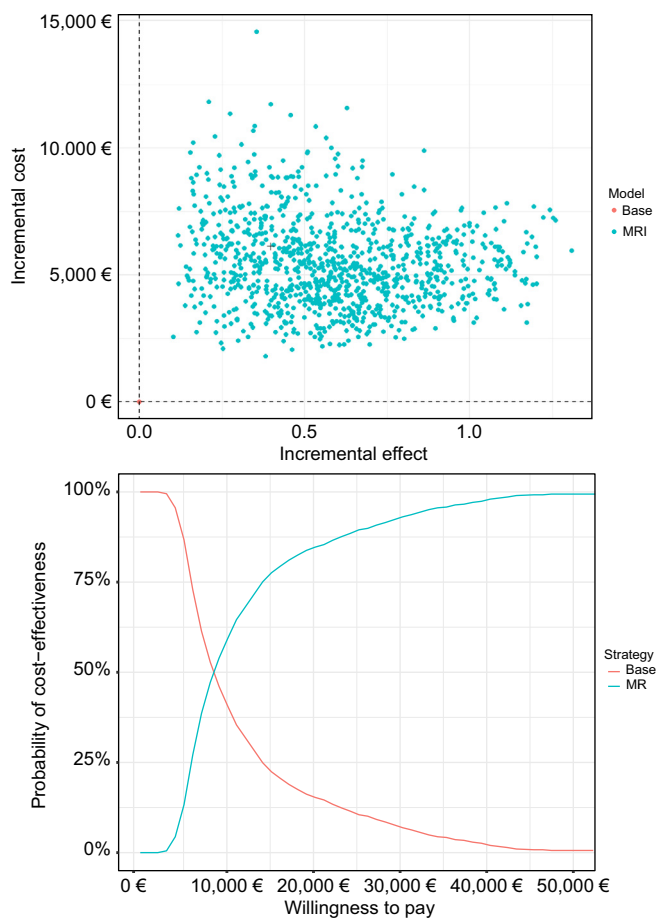 15,000 €
10.000 €
5,000 €
0 €
Incremental cost
0.0
0.5
1.0
Incremental effect
Model
Base
MRI
100%
75%
50%
25%
0%
Probability of cost-effectiveness
0 €
10,000 €
20,000 €
30,000 €
40,000 €
50,000 €
Willingness to pay
Strategy
Base
MR